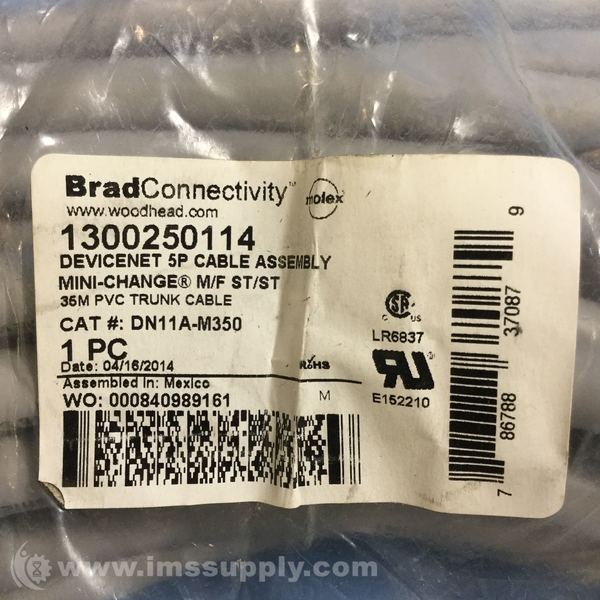 BradConnectivity™
molex
www.woodhead.com
1300250114
DEVICENET 5P CABLE ASSEMBLY
MINI-CHANGE® M/F ST/ST
35M PVC TRUNK CABLE
CAT #: DN11A-M350
1 PC
Date: 04/16/2014
RoHS
Assembled In: Mexico
WO: 000840989161
M
LR6837
E152210
7 86788 37087 9
www.imssupply.com